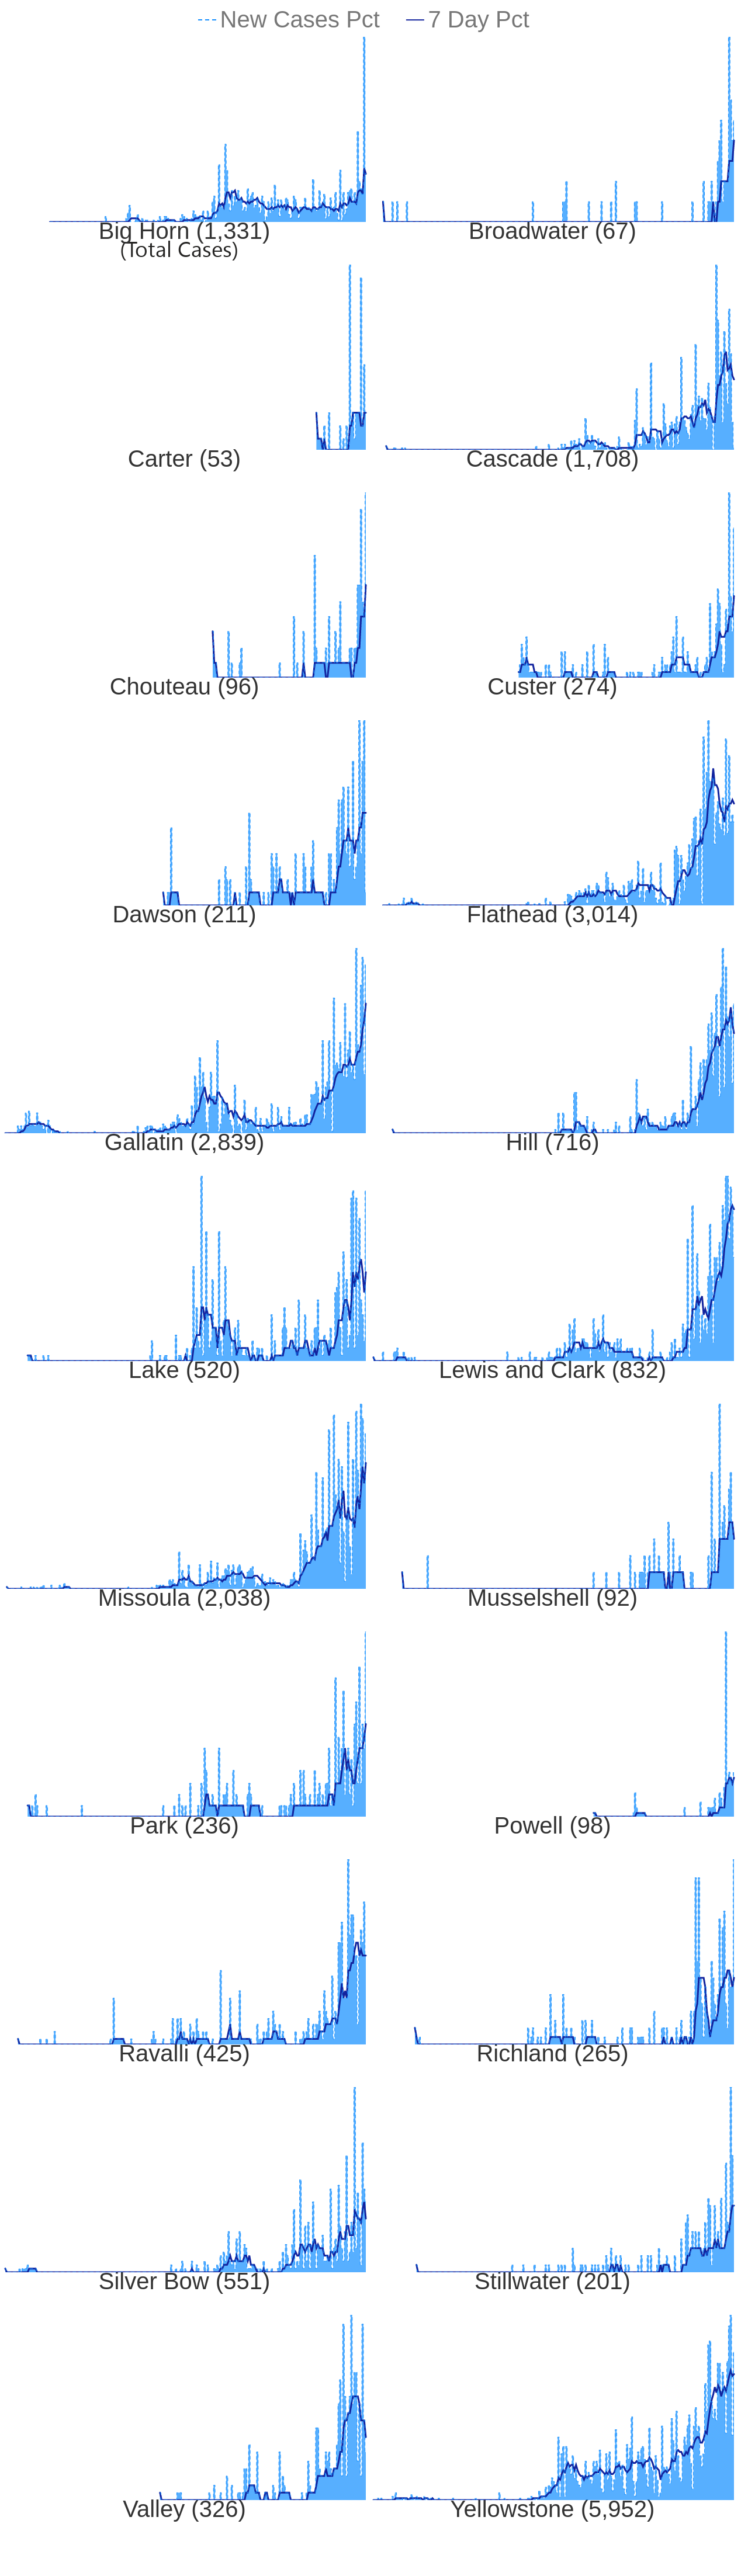 New Cases Pct 7 Day Pct
Big Horn (1,331) Broadwater (67)
(Total Cases)
Carter (53) Cascade (1,708)
Chouteau (96) Custer (274)
Dawson (211) Flathead (3,014)
Gallatin (2,839) Hill (716)
Lake (520) Lewis and Clark (832)
Missoula (2,038) Musselshell (92)
Park (236) Powell (98)
Ravalli (425) Richland (265)
Silver Bow (551) Stillwater (201)
Valley (326) Yellowstone (5,952)